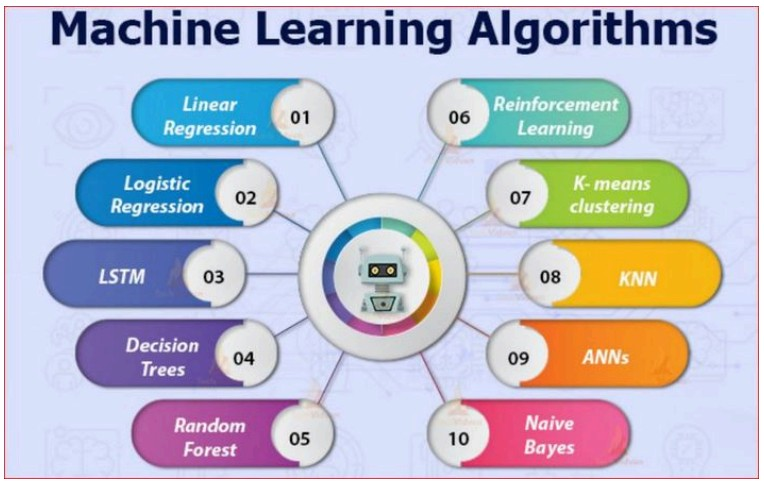 Machine Learning Algorithms
Linear
Regression
01
Logistic
Regression
02
LSTM
03
Decision
Trees
04
Random
Forest
05
06
Reinforcement
Learning
07
K- means
clustering
08
KNN
09
ANNs
10
Naive
Bayes